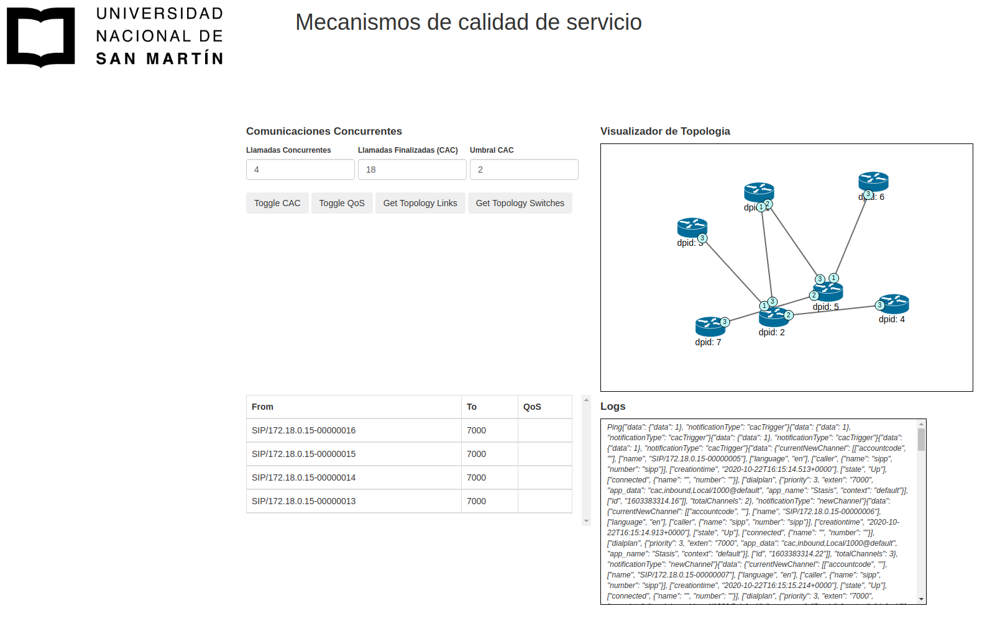 UNIVERSIDAD
NACIONAL DE
SAN MARTÍN
Mecanismos de calidad de servicio
Comunicaciones Concurrentes
Llamadas Concurrentes
Llamadas Finalizadas (CAC)
Umbral CAC
4
18
2
Toggle CAC
Toggle QoS
Get Topology Links
Get Topology Switches
From To QoS
SIP/172.18.0.15-00000016 7000
SIP/172.18.0.15-00000015 7000
SIP/172.18.0.15-00000014 7000
SIP/172.18.0.15-00000013 7000
Visualizador de Topologia
2
1
3
dpid: 6
3
3
1
2
dpid: 5
3
dpid: 4
1
3
2
dpid: 2
3
dpid: 7
Logs
Ping{"data": {"data": 1}, "notificationType": "cacTrigger"}{"data": {"data": 1},
"notificationType": "cacTrigger"}{"data": {"data": 1}, "notificationType": "cacTrigger"}{"data":
{"data": 1}, "notificationType": "cacTrigger"}{"data": {"currentNewChannel": [["accountcode",
""], ["name", "SIP/172.18.0.15-00000005"], ["language", "en"], ["caller", {"name": "sipp",
"number": "sipp"}], ["creationtime", "2020-10-22T16:15:14.513+0000"], ["state", "Up"],
["connected", {"name": "", "number": ""}], ["dialplan", {"priority": 3, "exten": "7000",
"app_data": "cac,inbound,Local/1000@default", "app_name": "Stasis", "context": "default"}],
["id", "1603383314.16"]], "totalChannels": 2}, "notificationType": "newChannel"}{"data":
{"currentNewChannel": [["accountcode", ""], ["name", "SIP/172.18.0.15-00000006"],
["language", "en"], ["caller", {"name": "sipp", "number": "sipp"}], ["creationtime", "2020-10-
22T16:15:14.913+0000"], ["state", "Up"], ["connected", {"name": "", "number": ""}],
["dialplan", {"priority": 3, "exten": "7000", "app_data": "cac,inbound,Local/1000@default",
"app_name": "Stasis", "context": "default"}], ["id", "1603383314.22"]], "totalChannels": 3},
"notificationType": "newChannel"}{"data": {"currentNewChannel": [["accountcode", ""],
["name", "SIP/172.18.0.15-00000007"], ["language", "en"], ["caller", {"name": "sipp",
"number": "sipp"}], ["creationtime", "2020-10-22T16:15:15.214+0000"], ["state", "Up"],
["connected", {"name": "", "number": ""}], ["dialplan", {"priority": 3, "exten": "7000",